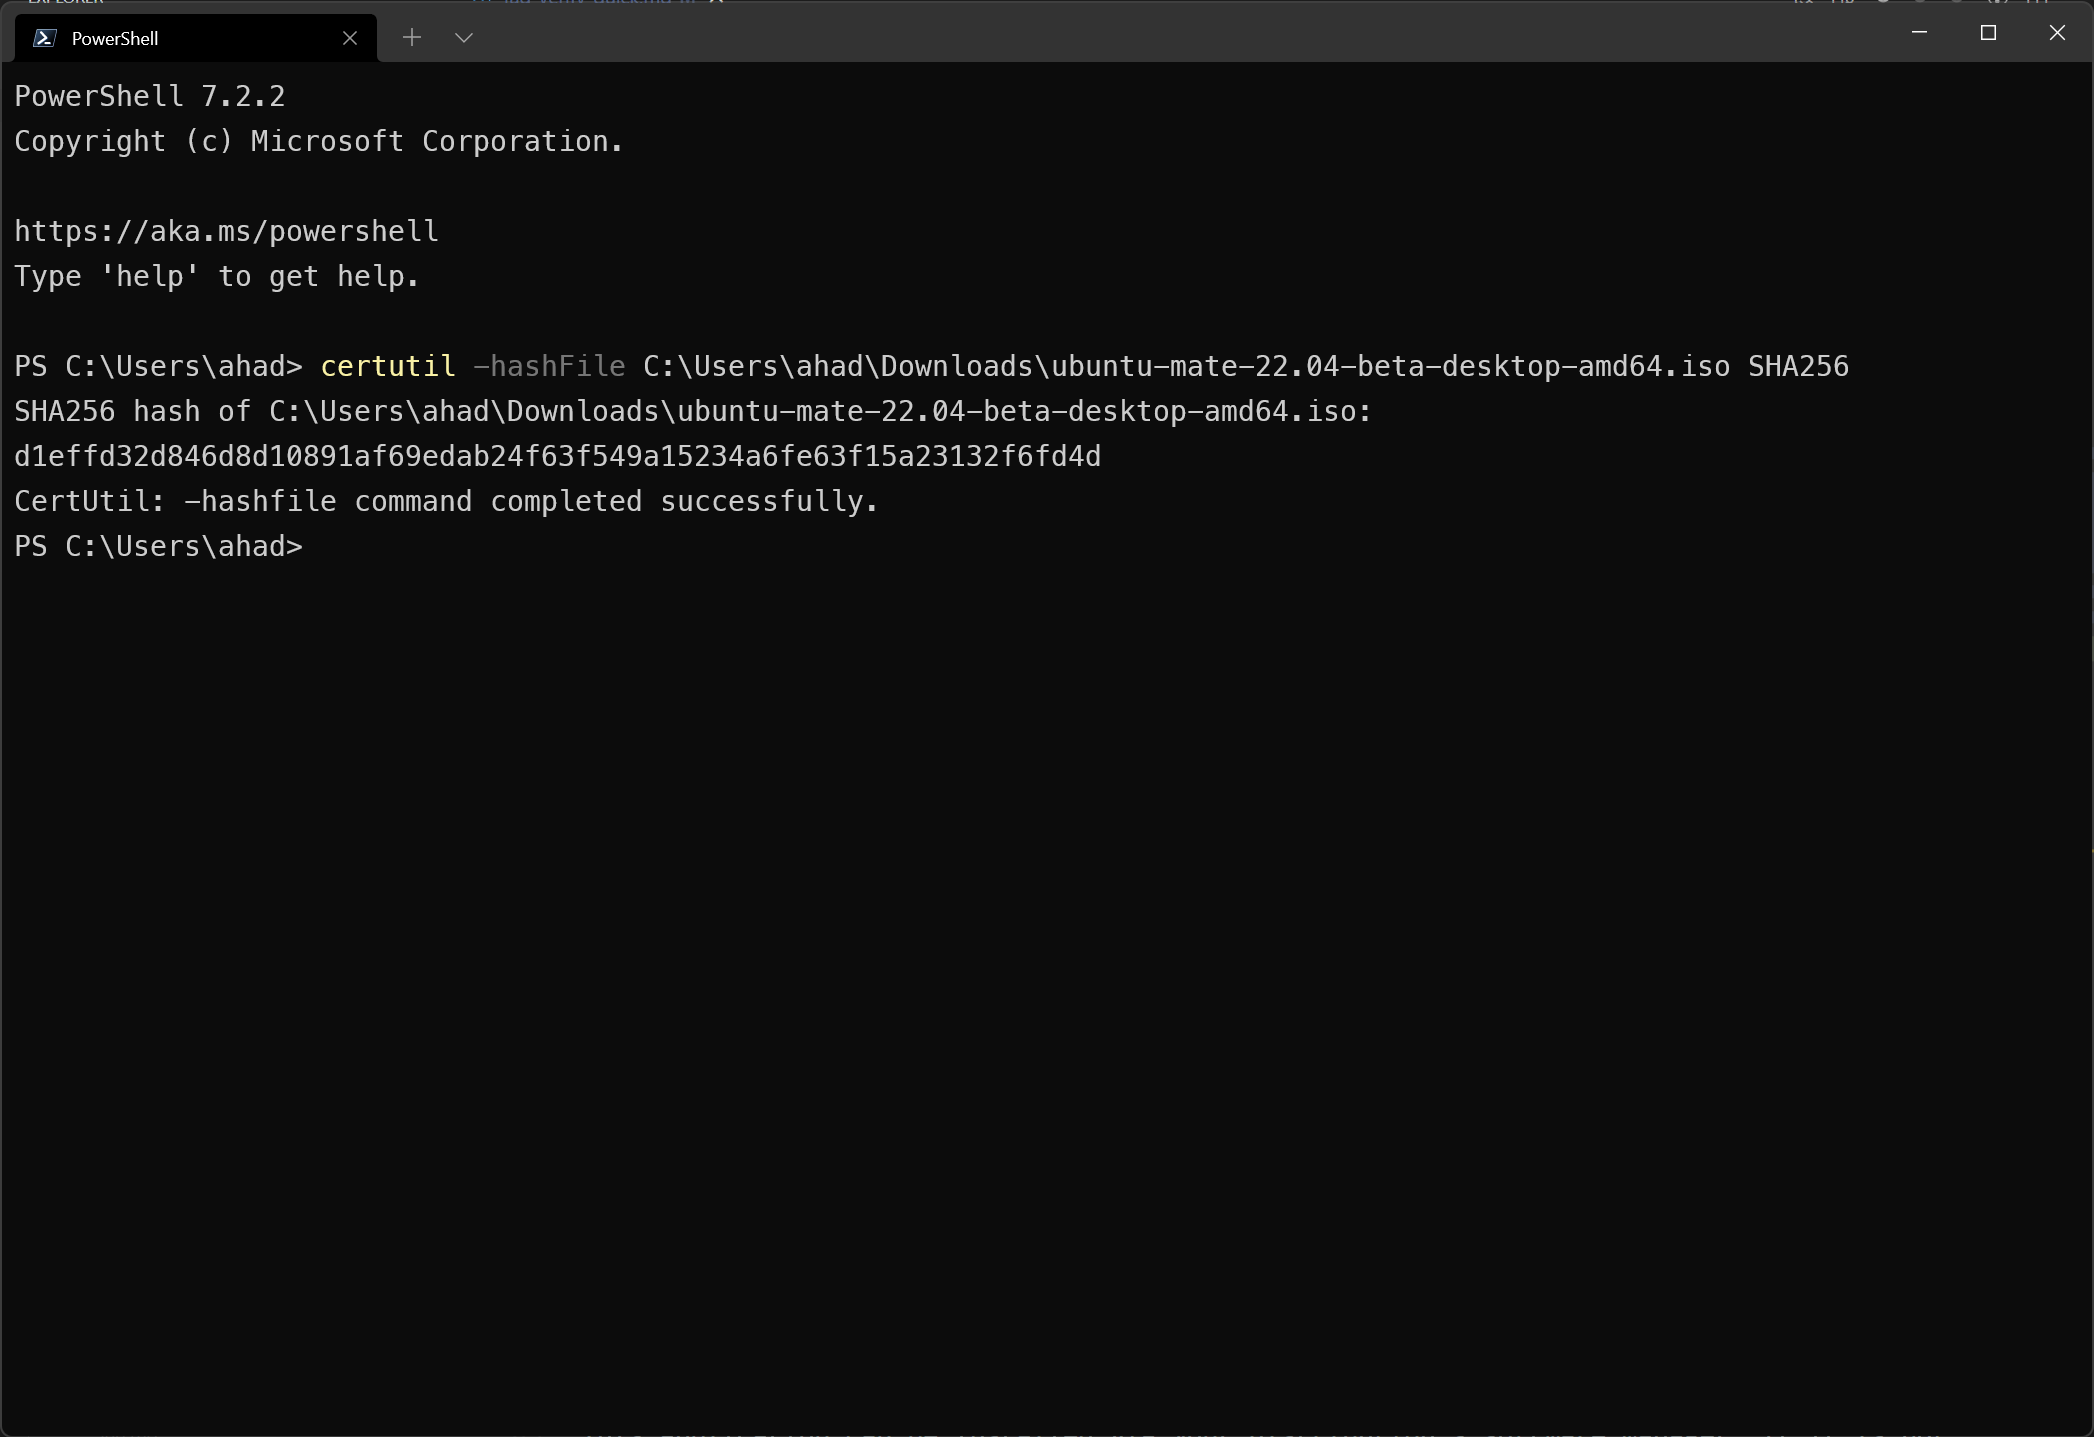 PowerShell
PowerShell 7.2.2
Copyright (c) Microsoft Corporation.
https://aka.ms/powershell
Type 'help' to get help.
PS C:\Users\ahad> certutil -hashFile C:\Users\ahad\Downloads\ubuntu-mate-22.04-beta-desktop-amd64.iso SHA256
SHA256 hash of C:\Users\ahad\Downloads\ubuntu-mate-22.04-beta-desktop-amd64.iso:
d1effd32d846d8d10891af69edab24f63f549a15234a6fe63f15a23132f6fd4d
CertUtil: -hashfile command completed successfully.
PS C:\Users\ahad>